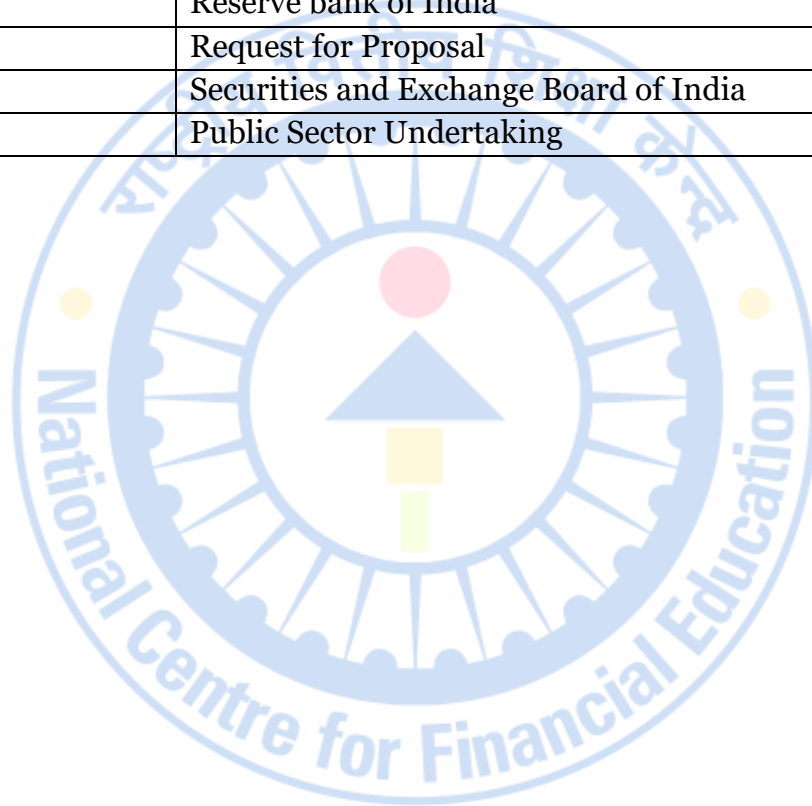 Reserve bank of India
Request for Proposal
Securities and Exchange Board of India
Public Sector Undertaking
राष्ट्रीय वित्तीय शिक्षा केन्द्र
National Centre for Financial Education